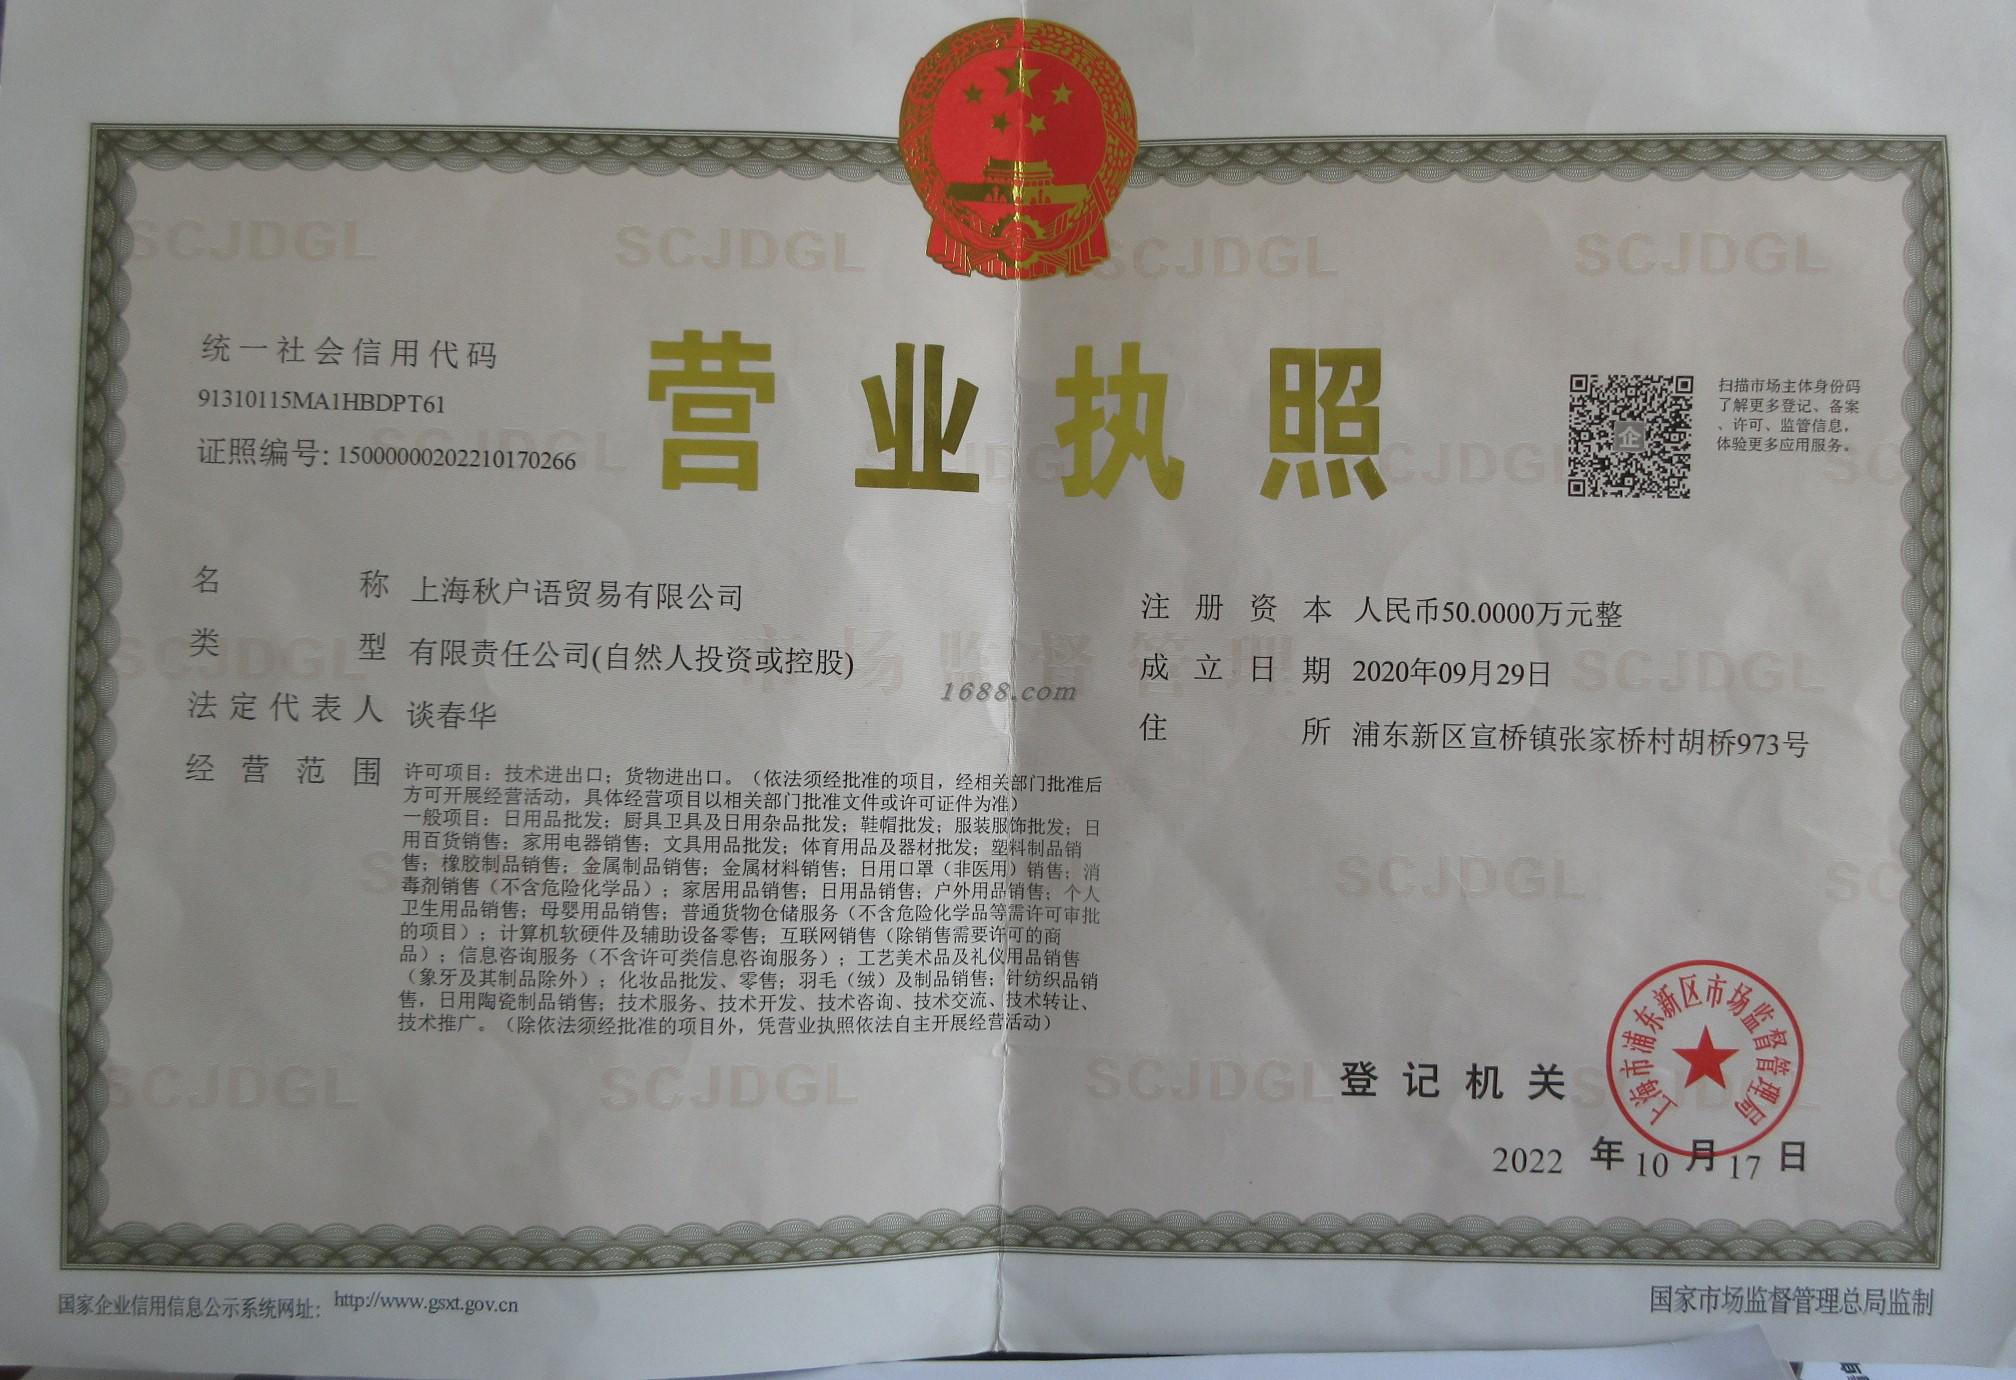 统一社会信用代码
91310115MA1HBDPT61
证照编号: 15000000202210170266
营业执照
扫描市场主体身份码
了解更多登记、备案
、许可、监管信息，
体验更多应用服务。
名称 上海秋户语贸易有限公司
类型 有限责任公司(自然人投资或控股)
法定代表人 谈春华
经营范围 许可项目：技术进出口；货物进出口。（依法须经批准的项目，经相关部门批准后
方可开展经营活动，具体经营项目以相关部门批准文件或许可证件为准）
一般项目：日用品批发；厨具卫具及日用杂品批发；鞋帽批发；服装服饰批发；日
用百货销售；家用电器销售；文具用品批发；体育用品及器材批发；塑料制品销
售；橡胶制品销售；金属制品销售；金属材料销售；日用口罩（非医用）销售；消
毒剂销售（不含危险化学品）；家居用品销售；日用品销售；户外用品销售；个人
卫生用品销售；母婴用品销售；普通货物仓储服务（不含危险化学品等需许可审批
的项目）；计算机软硬件及辅助设备零售；互联网销售（除销售需要许可的商
品）；信息咨询服务（不含许可类信息咨询服务）；工艺美术品及礼仪用品销售
（象牙及其制品除外）；化妆品批发、零售；羽毛（绒）及制品销售；针纺织品销
售，日用陶瓷制品销售；技术服务、技术开发、技术咨询、技术交流、技术转让、
技术推广。（除依法须经批准的项目外，凭营业执照依法自主开展经营活动）
注册资本 人民币50.0000万元整
成立日期 2020年09月29日
住所 浦东新区宣桥镇张家桥村胡桥973号
市场监督管理
1688.com
SCJDGL
登记机关
上海市浦东新区市场监督管理局
2022 年 10 月 17 日
国家企业信用信息公示系统网址： http://www.gsxt.gov.cn
国家市场监督管理总局监制